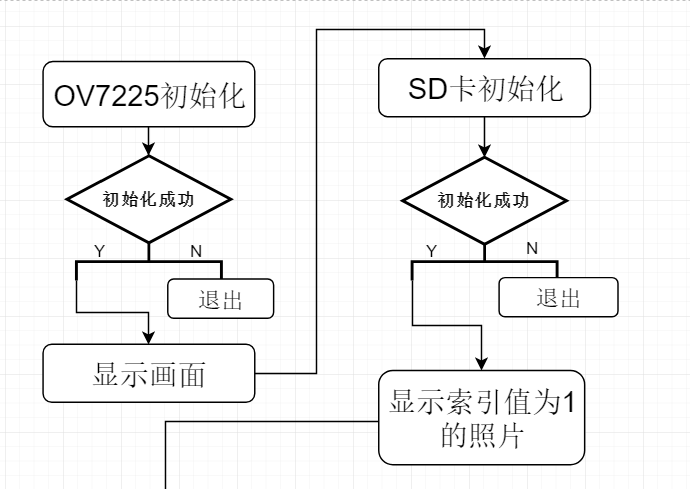 OV7225初始化
初始化成功
Y
N
退出
显示画面
SD卡初始化
初始化成功
Y
N
退出
显示索引值为1
的照片